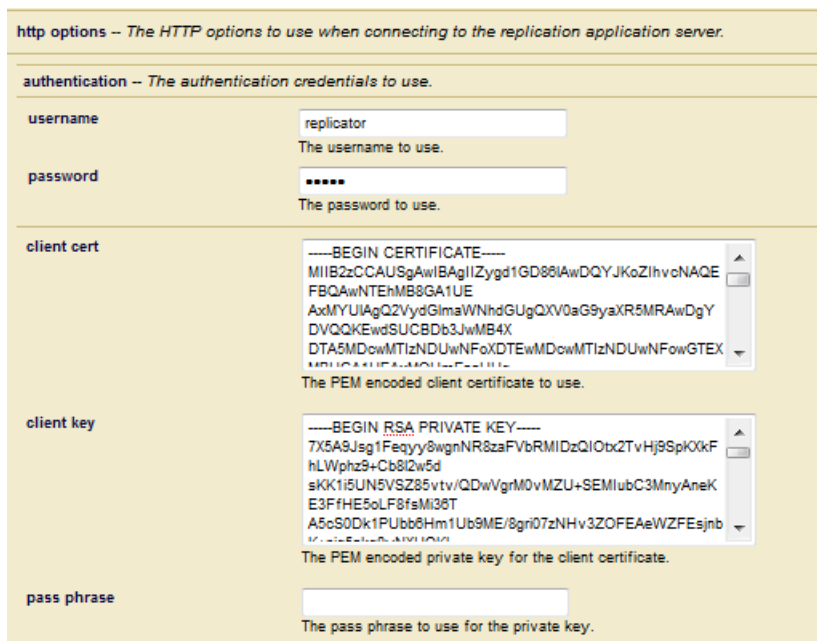 http options -- The HTTP options to use when connecting to the replication application server.
authentication -- The authentication credentials to use.
username
replicator
The username to use.
password
•••••
The password to use.
client cert
-----BEGIN CERTIFICATE-----
MIIB2zCCAUSgAwIBAgIIZygd1GD86lAwDQYJKoZIhvcNAQE
FBQAwNTEhMB8GA1UE
AxMYUlAgQ2VydGlmaWNhdGUgQXV0aG9yaXR5MRAwDgY
DVQQKEwdSUCBDb3JwMB4X
DTA5MDcwMTIzNDUwNFoXDTEwMDcwMTIzNDUwNFowGTEX
The PEM encoded client certificate to use.
client key
-----BEGIN RSA PRIVATE KEY-----
7X5A9Jsg1Feqyy8wgnNR8zaFVbRMIDzQIOtx2TvHj9SpKXkF
hLWphz9+Cb8l2w5d
sKK1i5UN5VSZ85vtv/QDwVgrM0vMZU+SEMIubC3MnyAneK
E3FfHE5oLF8fsMi36T
A5cS0Dk1PUbb6Hm1Ub9ME/8gri07zNHv3ZOFEAeWZFEsjnb
The PEM encoded private key for the client certificate.
pass phrase
The pass phrase to use for the private key.